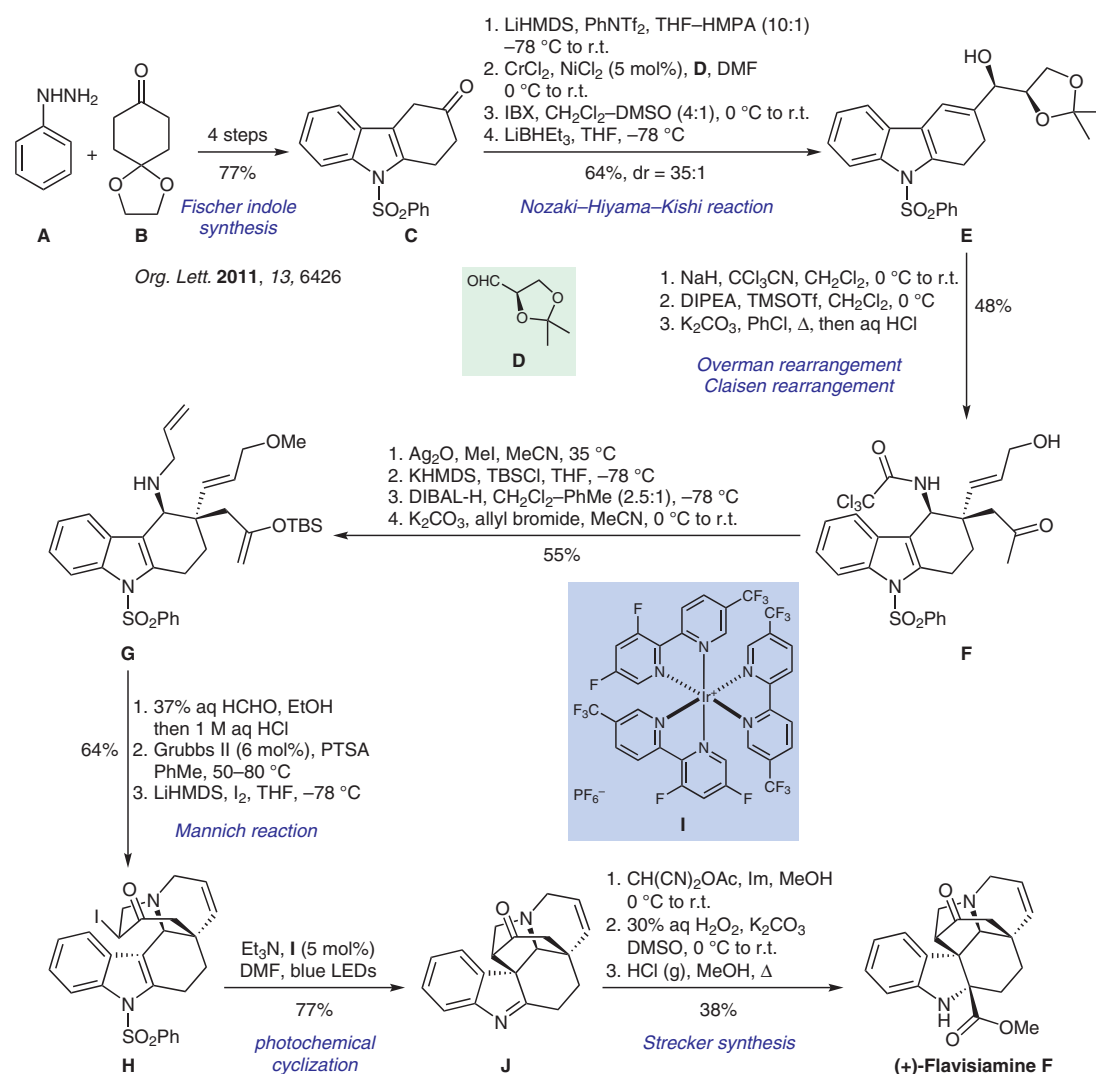 1. LiHMDS, PhNTf2, THF–HMPA (10:1)
–78 °C to r.t.
2. CrCl2, NiCl2 (5 mol%), D, DMF
0 °C to r.t.
3. IBX, CH2Cl2–DMSO (4:1), 0 °C to r.t.
4. LiBHEt3, THF, –78 °C
64%, dr = 35:1
Nozaki–Hiyama–Kishi reaction
NHNH2
+
O
O
O
4 steps
77%
Fischer indole
synthesis
A
B
O
N
SO2Ph
C
HO
O
O
N
SO2Ph
E
Org. Lett. 2011, 13, 6426
OHC
O
O
D
1. NaH, CCl3CN, CH2Cl2, 0 °C to r.t.
2. DIPEA, TMSOTf, CH2Cl2, 0 °C
3. K2CO3, PhCl, Δ, then aq HCl
48%
Overman rearrangement
Claisen rearrangement
HN
OMe
OTBS
N
SO2Ph
G
1. Ag2O, MeI, MeCN, 35 °C
2. KHMDS, TBSCl, THF, –78 °C
3. DIBAL-H, CH2Cl2–PhMe (2.5:1), –78 °C
4. K2CO3, allyl bromide, MeCN, 0 °C to r.t.
55%
O
NH
Cl3C
OH
O
N
SO2Ph
F
F
F
CF3
CF3
N
N
N
Ir+
N
N
N
F3C
F
F
CF3
PF6–
I
1. 37% aq HCHO, EtOH
then 1 M aq HCl
64%
2. Grubbs II (6 mol%), PTSA
PhMe, 50–80 °C
3. LiHMDS, I2, THF, –78 °C
Mannich reaction
O
N
I
N
SO2Ph
H
Et3N, I (5 mol%)
DMF, blue LEDs
77%
photochemical
cyclization
O
N
N
J
1. CH(CN)2OAc, Im, MeOH
0 °C to r.t.
2. 30% aq H2O2, K2CO3
DMSO, 0 °C to r.t.
3. HCl (g), MeOH, Δ
38%
Strecker synthesis
O
N
N
H
O
OMe
(+)-Flavisiamine F